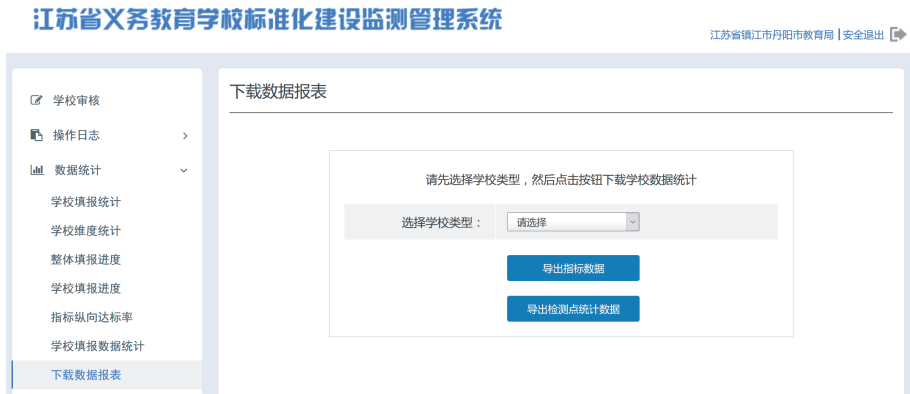 江苏省义务教育学校标准化建设监测管理系统
江苏省镇江市丹阳市教育局 | 安全退出
学校审核
操作日志
数据统计
学校填报统计
学校维度统计
整体填报进度
学校填报进度
指标纵向达标率
学校填报数据统计
下载数据报表
下载数据报表
请先选择学校类型，然后点击按钮下载学校数据统计
选择学校类型： 请选择
导出指标数据
导出检测点统计数据